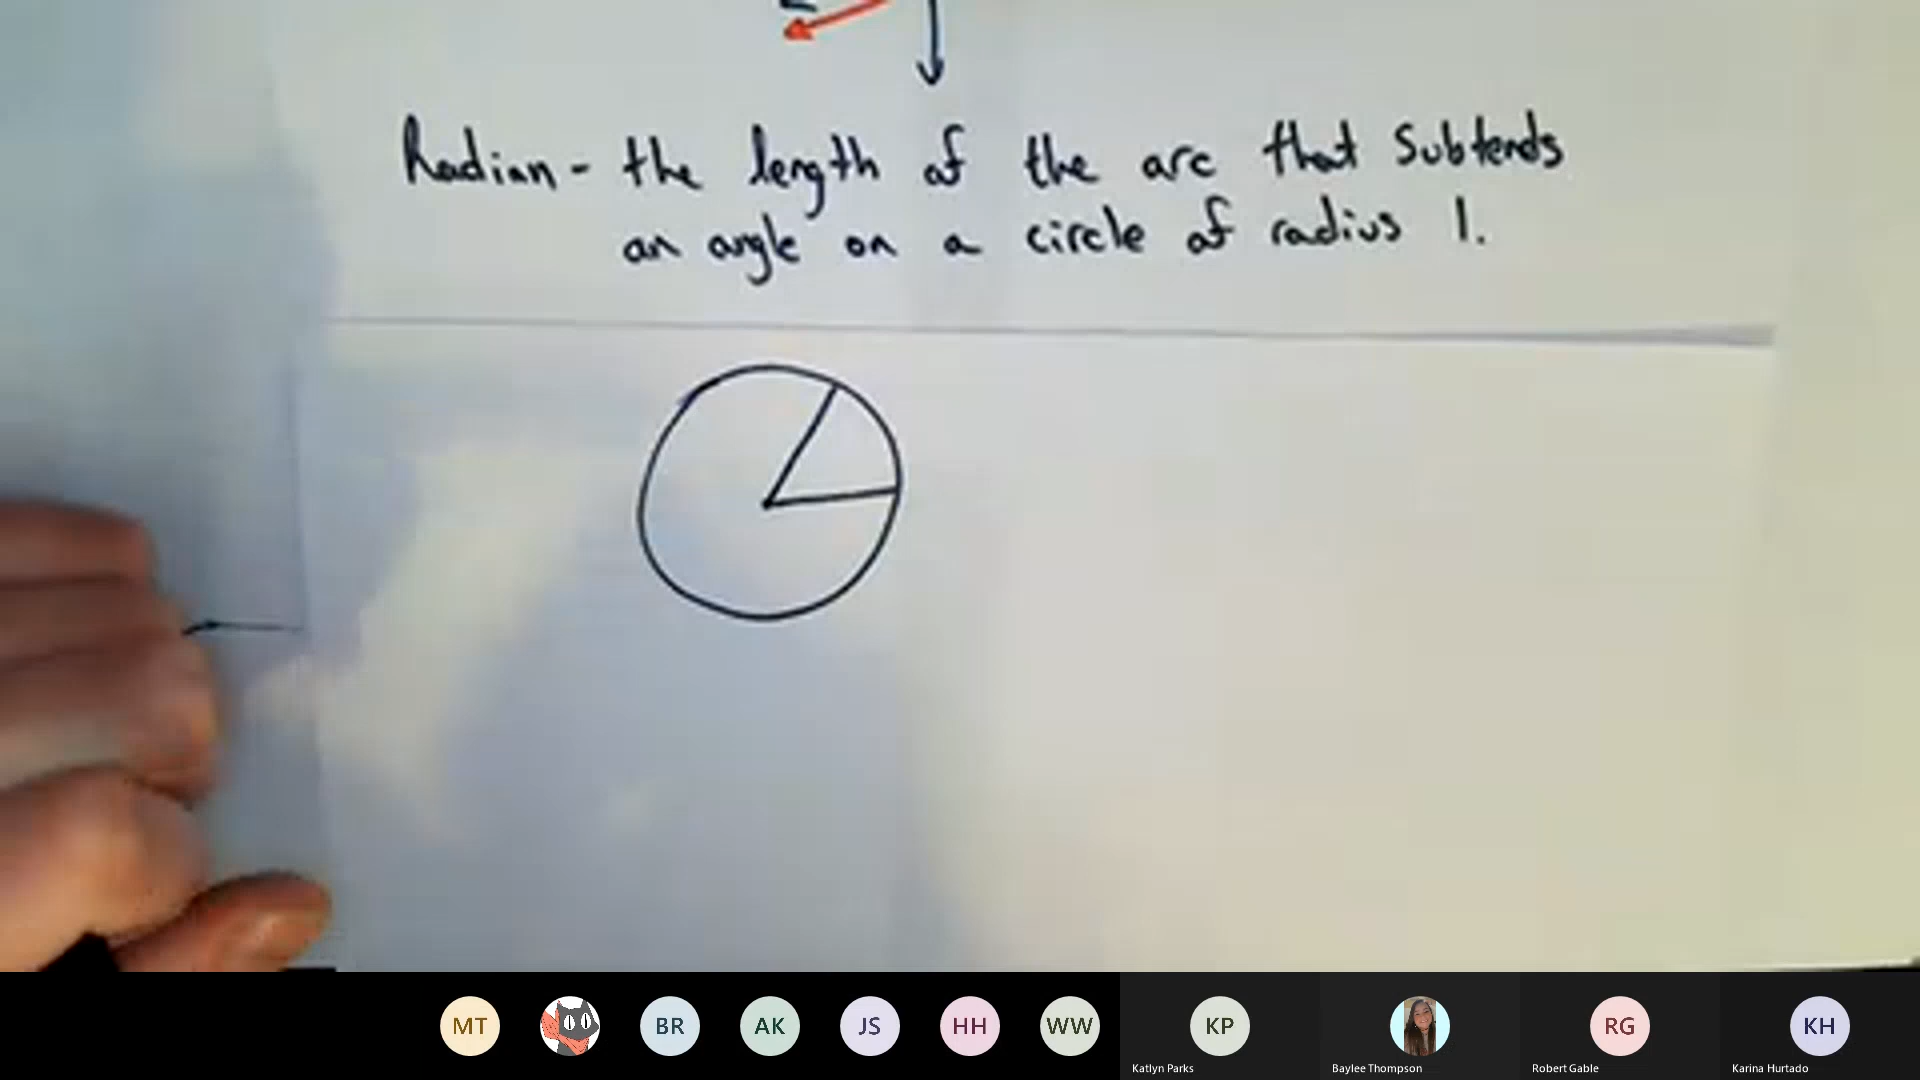 Radian - the length of the arc that subtends
an angle on a circle of radius 1.
MT
BR
AK
JS
HH
WW
KP
RG
KH
Katlyn Parks
Baylee Thompson
Robert Gable
Karina Hurtado